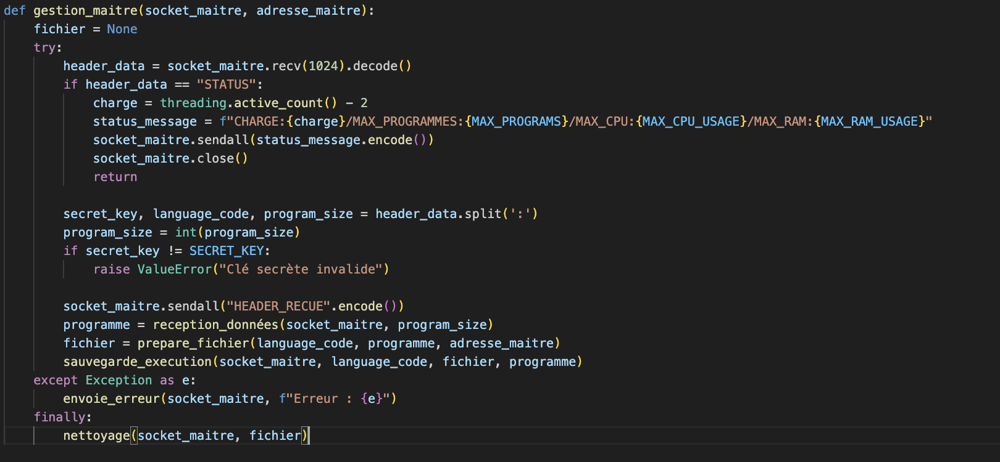 def gestion_maitre(socket_maitre, adresse_maitre):
    fichier = None
    try:
        header_data = socket_maitre.recv(1024).decode()
        if header_data == "STATUS":
            charge = threading.active_count() - 2
            status_message = f"CHARGE:{charge}/MAX_PROGRAMMES:{MAX_PROGRAMS}/MAX_CPU:{MAX_CPU_USAGE}/MAX_RAM:{MAX_RAM_USAGE}"
            socket_maitre.sendall(status_message.encode())
            socket_maitre.close()
            return

        secret_key, language_code, program_size = header_data.split(':')
        program_size = int(program_size)
        if secret_key != SECRET_KEY:
            raise ValueError("Clé secrète invalide")

        socket_maitre.sendall("HEADER_RECUE".encode())
        programme = reception_données(socket_maitre, program_size)
        fichier = prepare_fichier(language_code, programme, adresse_maitre)
        sauvegarde_execution(socket_maitre, language_code, fichier, programme)
    except Exception as e:
        envoie_erreur(socket_maitre, f"Erreur : {e}")
    finally:
        nettoyage(socket_maitre, fichier)